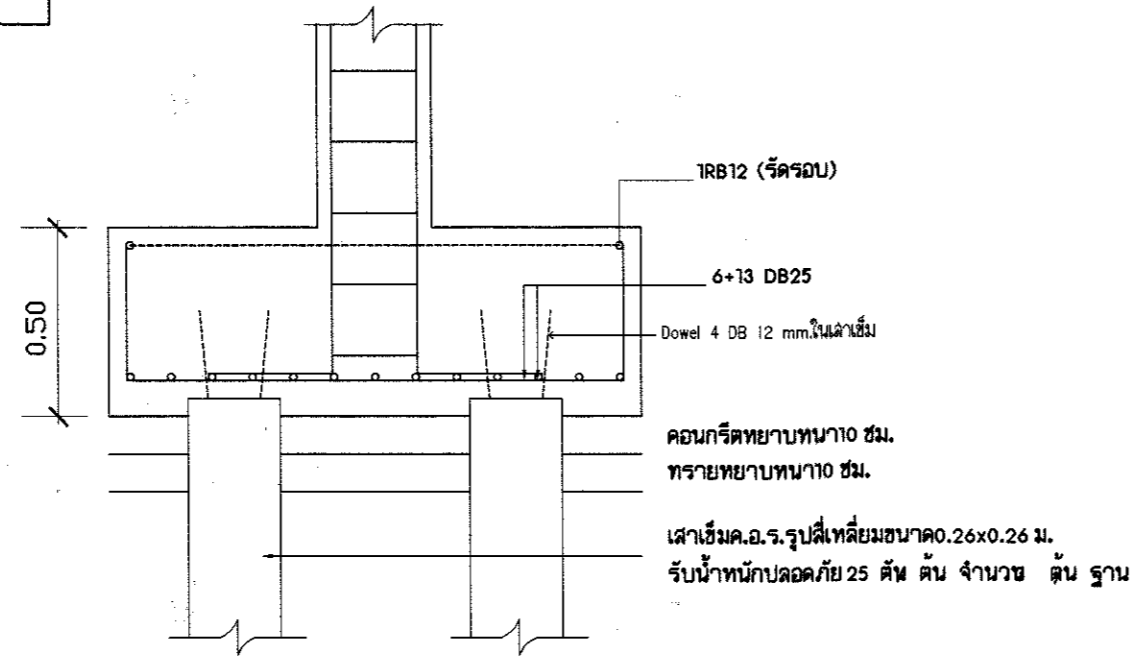 1RB12 (รัดรอบ)
6+13 DB25
Dowel 4 DB 12 mm.ในเสาเข็ม
0.50
คอนกรีตหยาบหนา10 ซม.
ทรายหยาบหนา10 ซม.
เสาเข็มค.อ.ร.รูปสี่เหลี่ยมขนาด0.26x0.26 ม.
รับน้ำหนักปลอดภัย 25 ตัน ต้น จำนวน ต้น ฐาน